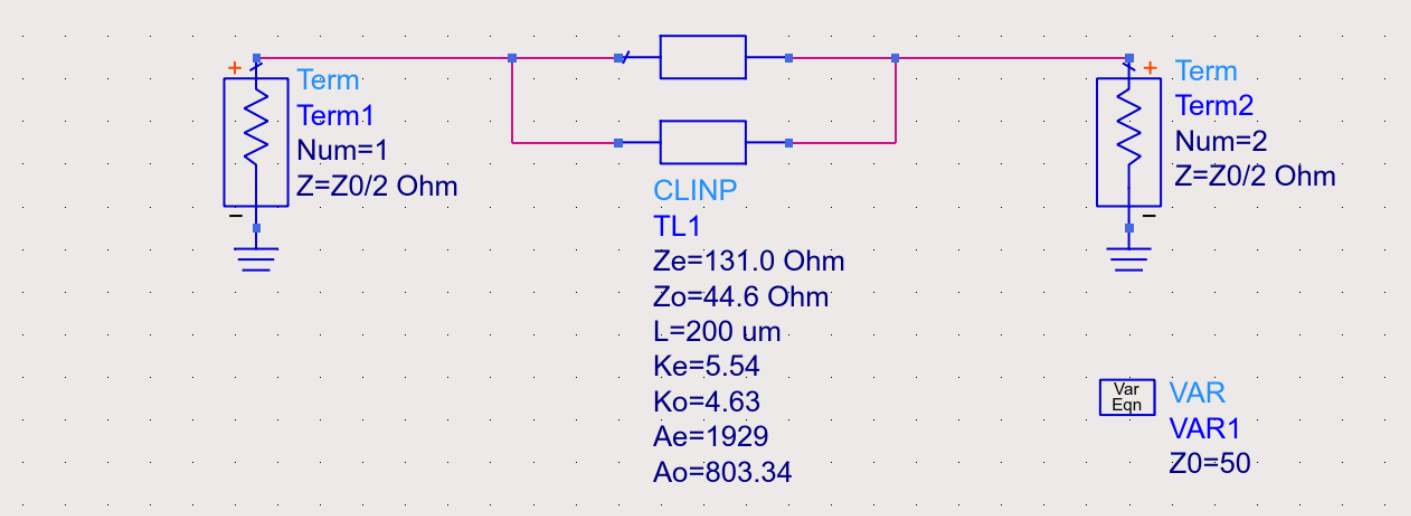 +
Term
Term1
Num=1
Z=Z0/2 Ohm
−
CLINP
TL1
Ze=131.0 Ohm
Zo=44.6 Ohm
L=200 um
Ke=5.54
Ko=4.63
Ae=1929
Ao=803.34
+
Term
Term2
Num=2
Z=Z0/2 Ohm
−
Var
Eqn
VAR
VAR1
Z0=50